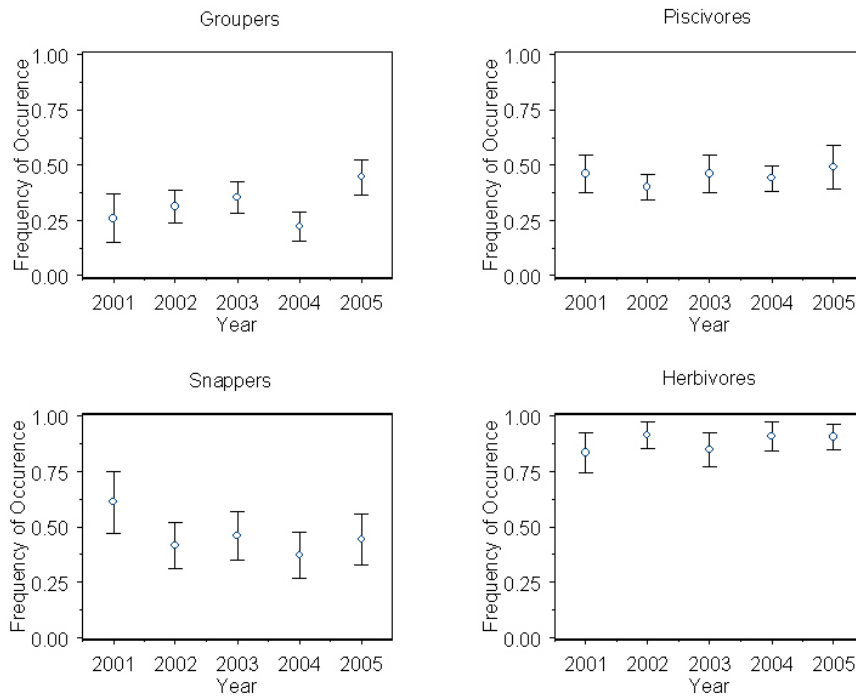 Groupers
Frequency of Occurence
1.00
0.75
0.50
0.25
0.00
2001 2002 2003 2004 2005
Year
Piscivores
Frequency of Occurence
1.00
0.75
0.50
0.25
0.00
2001 2002 2003 2004 2005
Year
Snappers
Frequency of Occurence
1.00
0.75
0.50
0.25
0.00
2001 2002 2003 2004 2005
Year
Herbivores
Frequency of Occurence
1.00
0.75
0.50
0.25
0.00
2001 2002 2003 2004 2005
Year